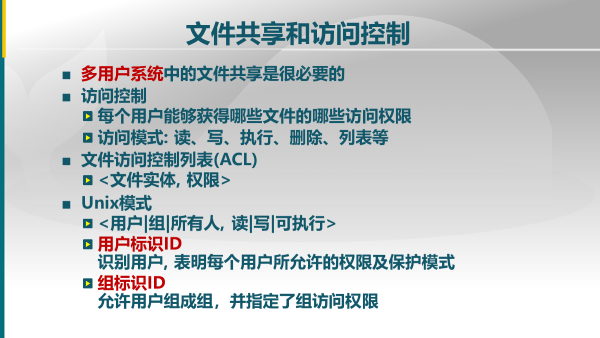 文件共享和访问控制
多用户系统中的文件共享是很必要的
访问控制
每个用户能够获得哪些文件的哪些访问权限
访问模式: 读、写、执行、删除、列表等
文件访问控制列表(ACL)
<文件实体, 权限>
Unix模式
<用户|组|所有人, 读|写|可执行>
用户标识ID
识别用户, 表明每个用户所允许的权限及保护模式
组标识ID
允许用户组成组，并指定了组访问权限